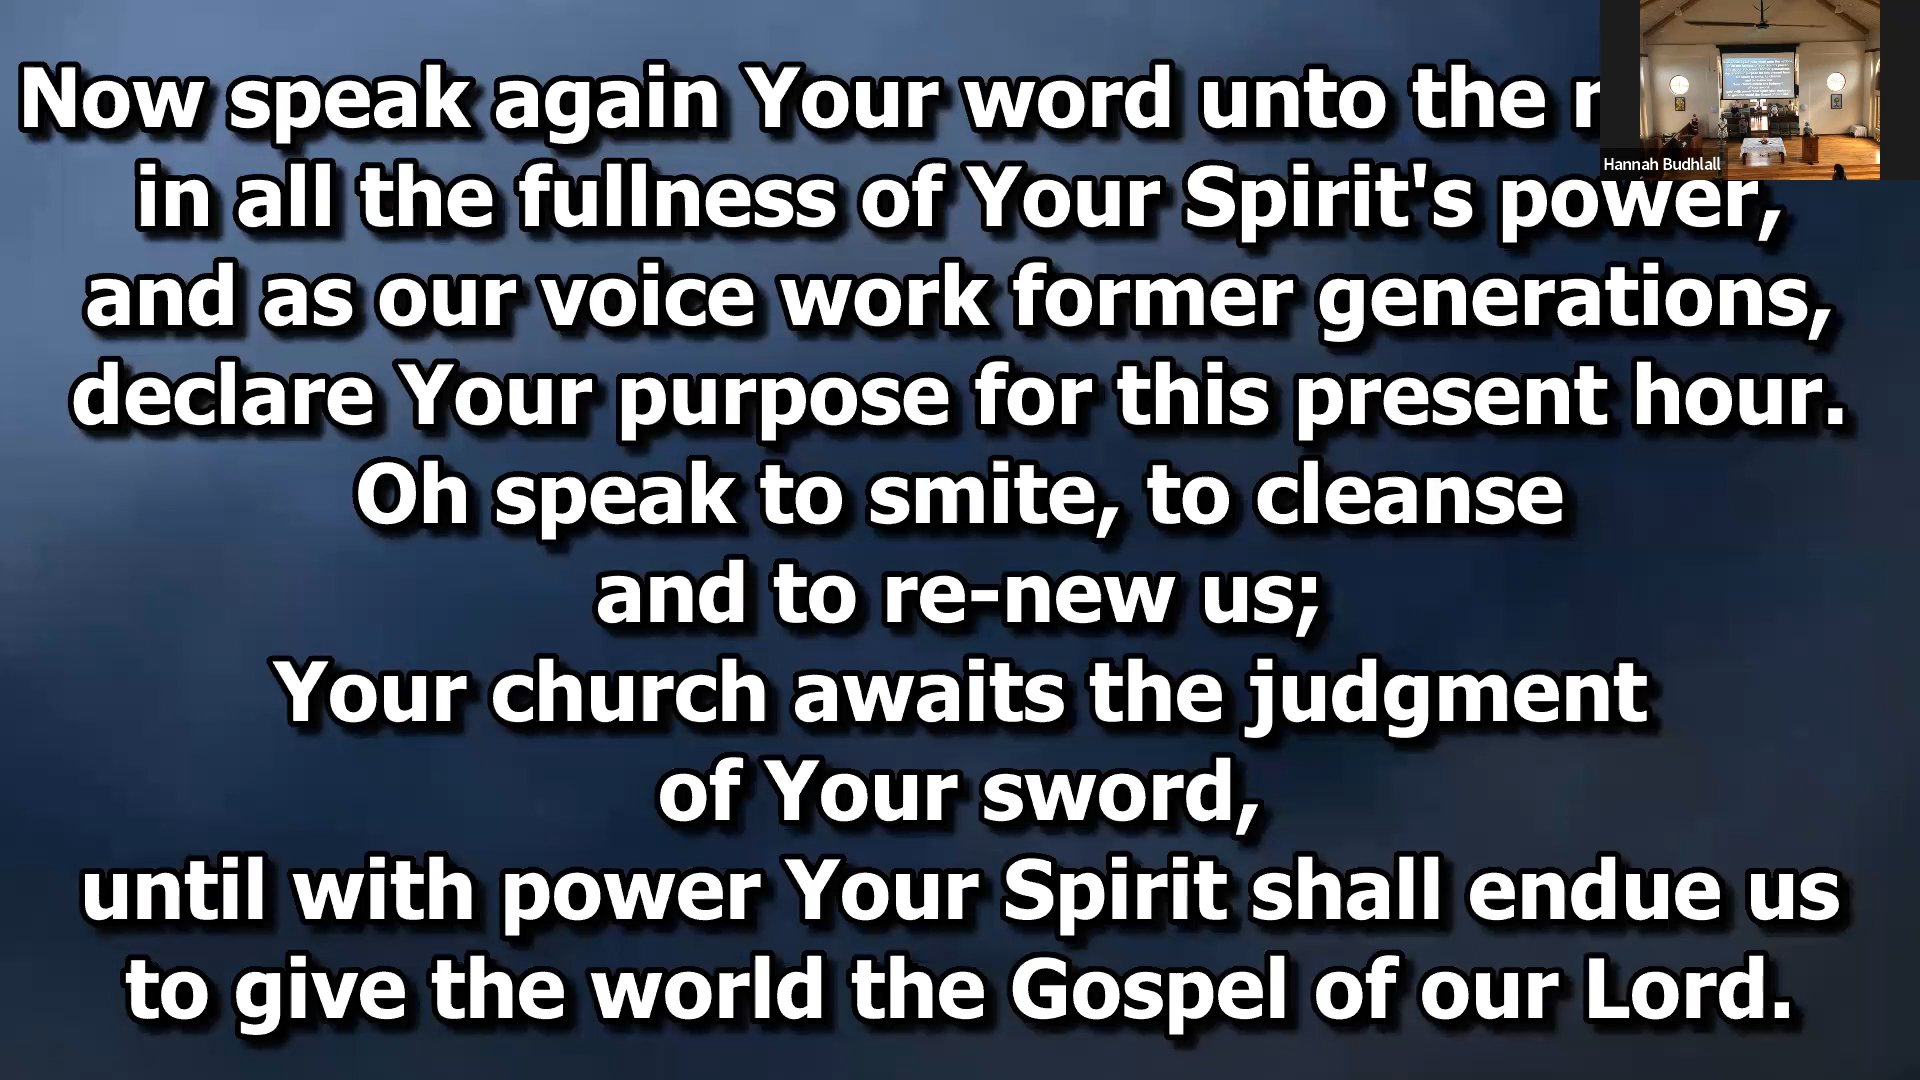 Now speak again Your word unto the
in all the fullness of Your Spirit's power,
and as our voice work former generations,
declare Your purpose for this present hour.
Oh speak to smite, to cleanse
and to re-new us;
Your church awaits the judgment
of Your sword,
until with power Your Spirit shall endue us
to give the world the Gospel of our Lord.
Hannah Budhlall